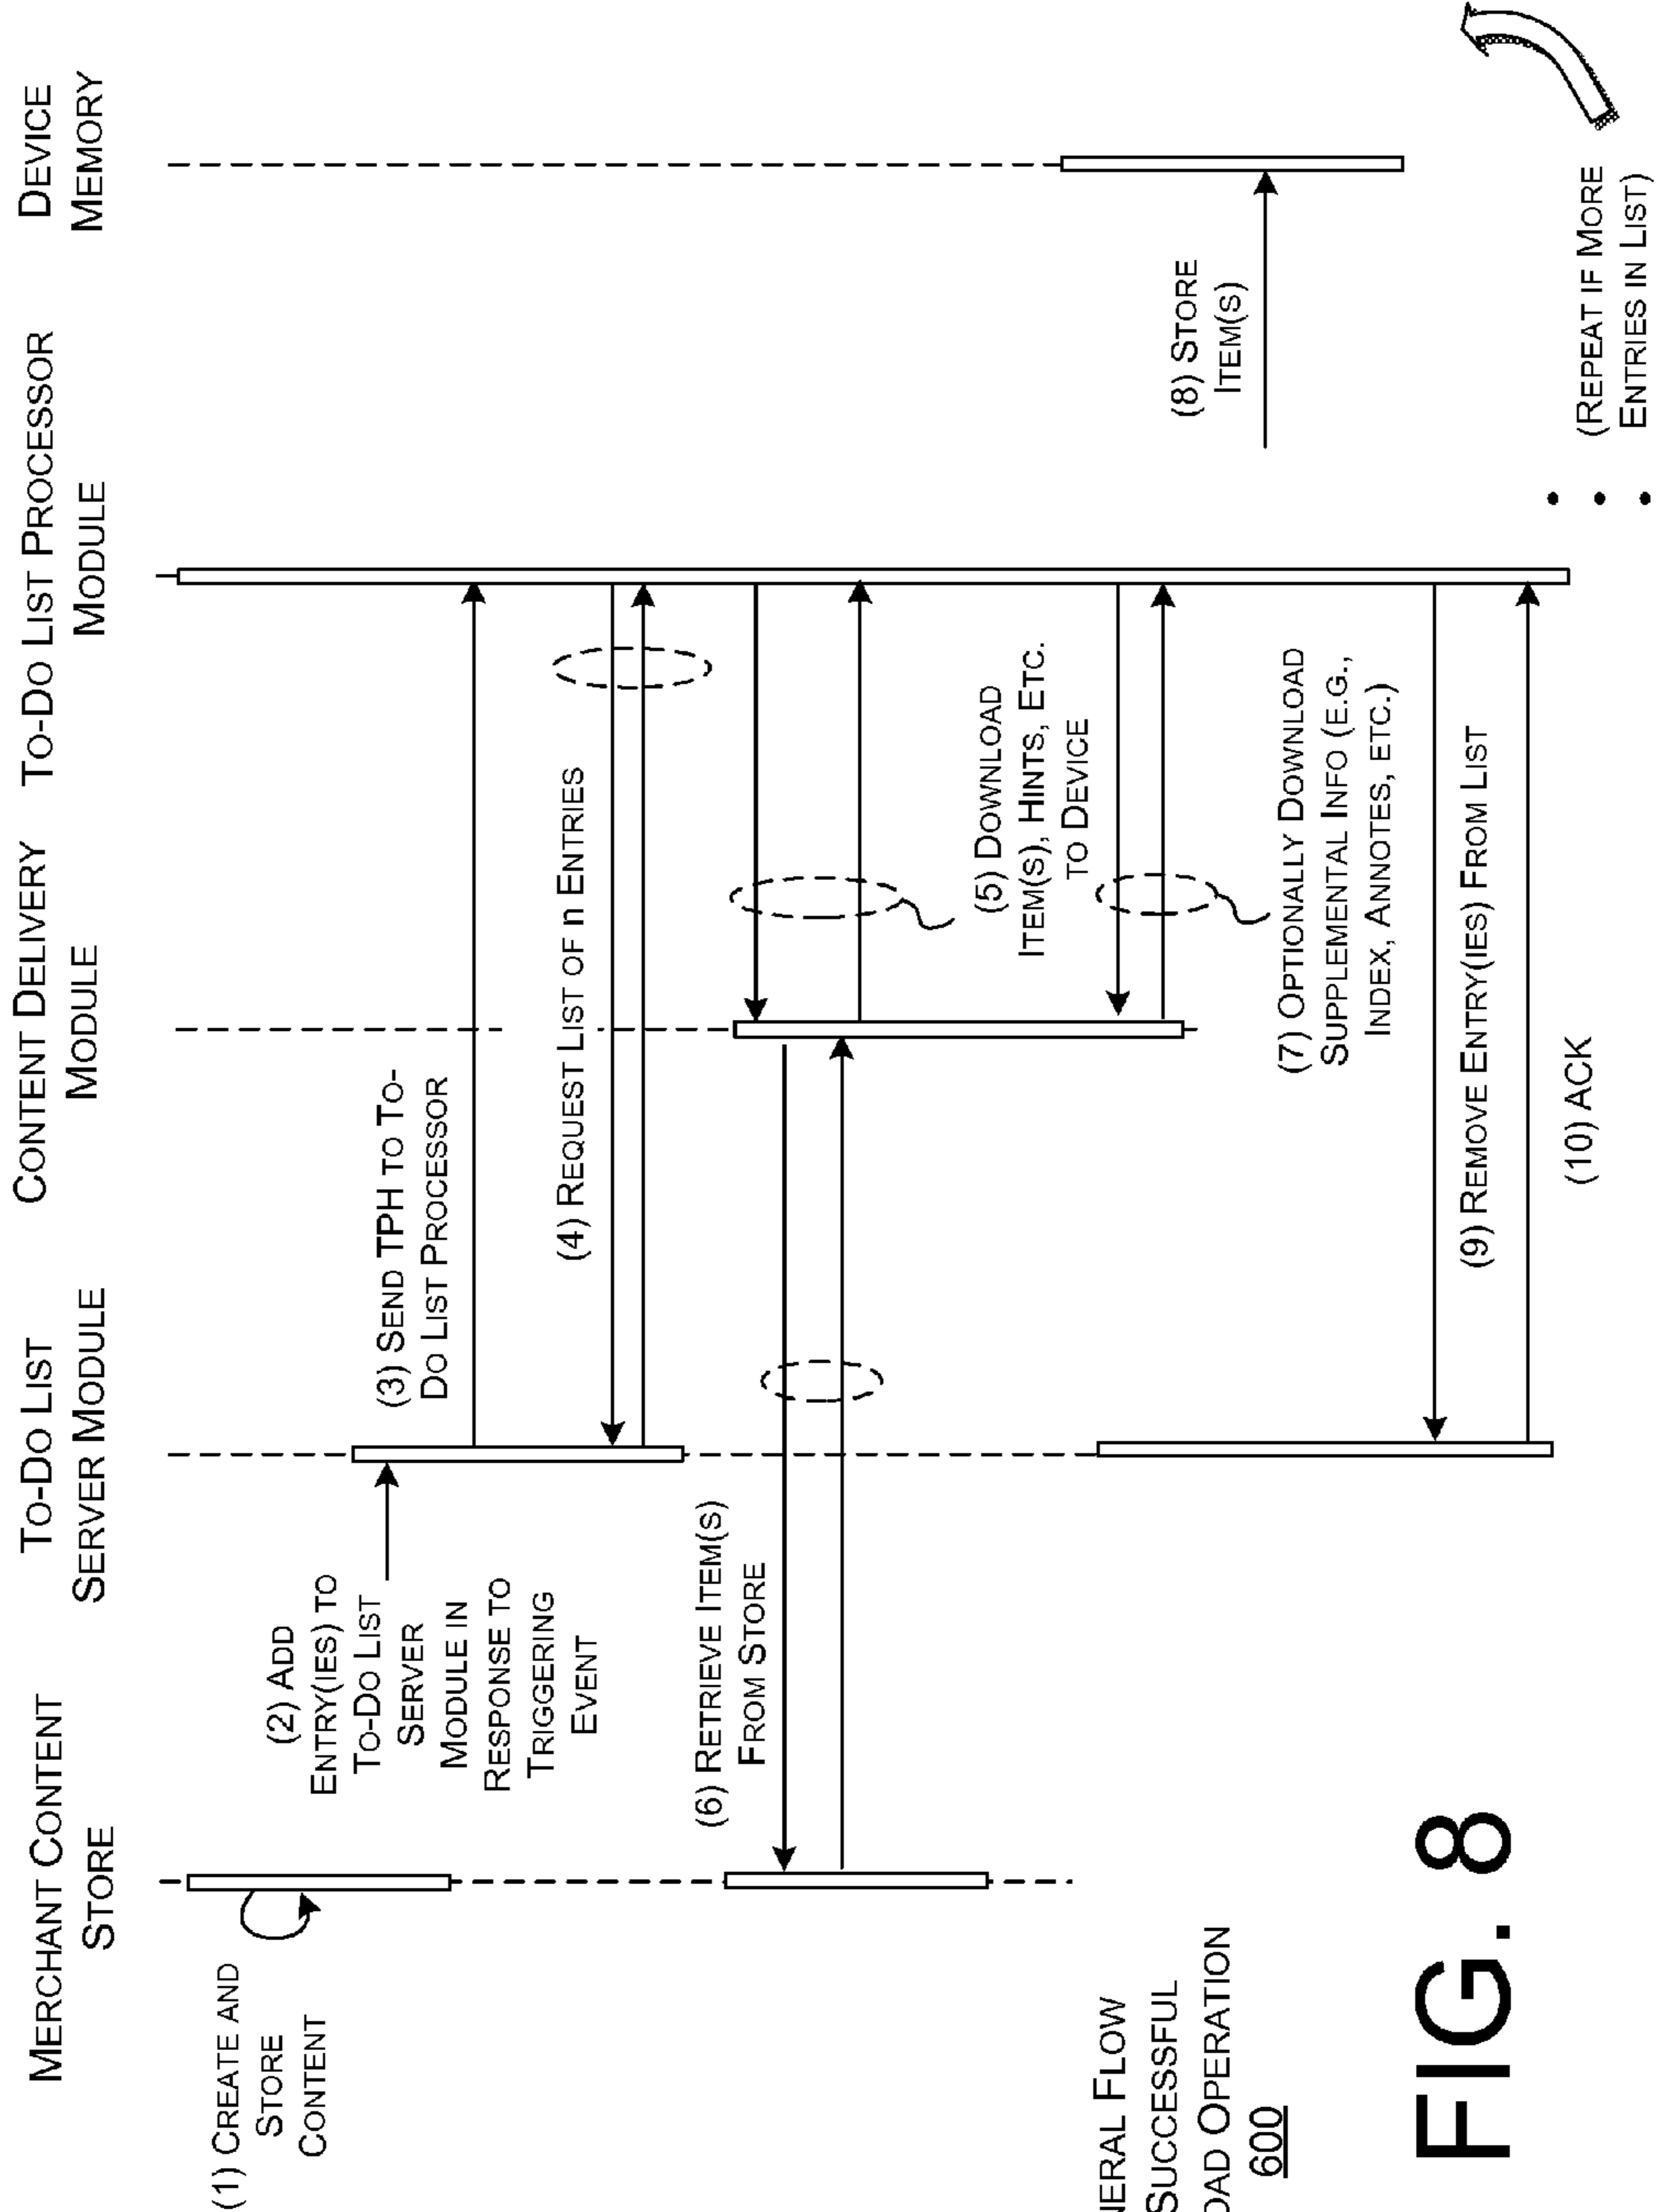 MERCHANT CONTENT
STORE
TO-DO LIST
SERVER MODULE
CONTENT DELIVERY
MODULE
TO-DO LIST PROCESSOR
MODULE
DEVICE
MEMORY
(1) CREATE AND
STORE
CONTENT
(2) ADD
ENTRY(IES) TO
TO-DO LIST
SERVER
MODULE IN
RESPONSE TO
TRIGGERING
EVENT
(3) SEND TPH TO TO-
DO LIST PROCESSOR
(4) REQUEST LIST OF n ENTRIES
(6) RETRIEVE ITEM(S)
FROM STORE
(5) DOWNLOAD
ITEM(S), HINTS, ETC.
TO DEVICE
(7) OPTIONALLY DOWNLOAD
SUPPLEMENTAL INFO (E.G.,
INDEX, ANNOTES, ETC.)
(8) STORE
ITEM(S)
(9) REMOVE ENTRY(IES) FROM LIST
(10) ACK
(REPEAT IF MORE
ENTRIES IN LIST)
NERAL FLOW
SUCCESSFUL
OAD OPERATION
600
FIG. 8